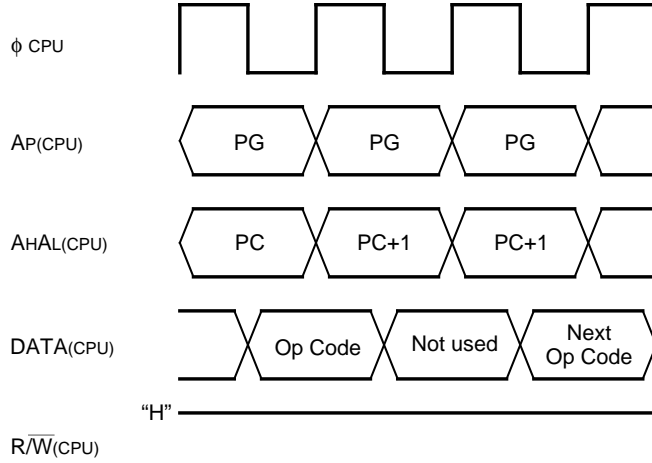 ϕ CPU
AP(CPU)
PG PG PG
AHAL(CPU)
PC PC+1 PC+1
DATA(CPU)
Op Code Not used Next Op Code
“H”
R/W̅(CPU)